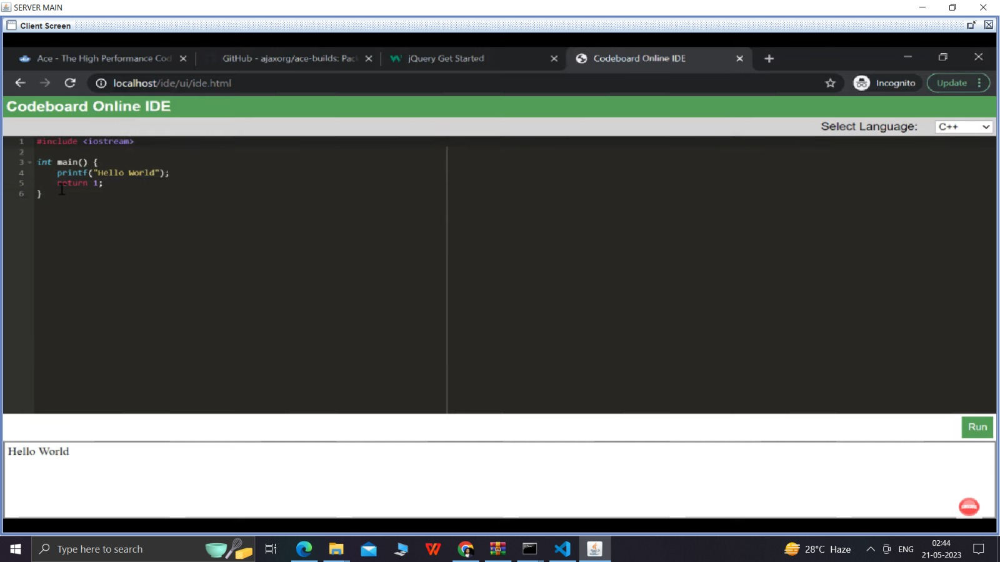 SERVER MAIN
Client Screen
Ace - The High Performance Cod
GitHub - ajaxorg/ace-builds: Pac
jQuery Get Started
Codeboard Online IDE
localhost/ide/ui/ide.html
Incognito
Update
Codeboard Online IDE
Select Language:
C++
1 #include <iostream>
2
3 int main() {
4 printf("Hello World");
5 return 1;
6 }
Run
Hello World
Type here to search
28°C Haze
ENG
02:44
21-05-2023